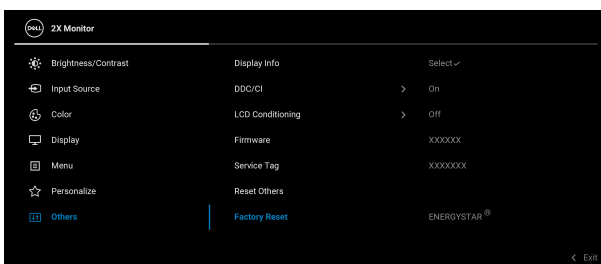 DELL 2X Monitor
Brightness/Contrast Display Info Select✓
Input Source DDC/CI > On
Color LCD Conditioning > Off
Display Firmware XXXXXX
Menu Service Tag XXXXXXX
Personalize Reset Others
Others Factory Reset ENERGYSTAR ®
< Exit